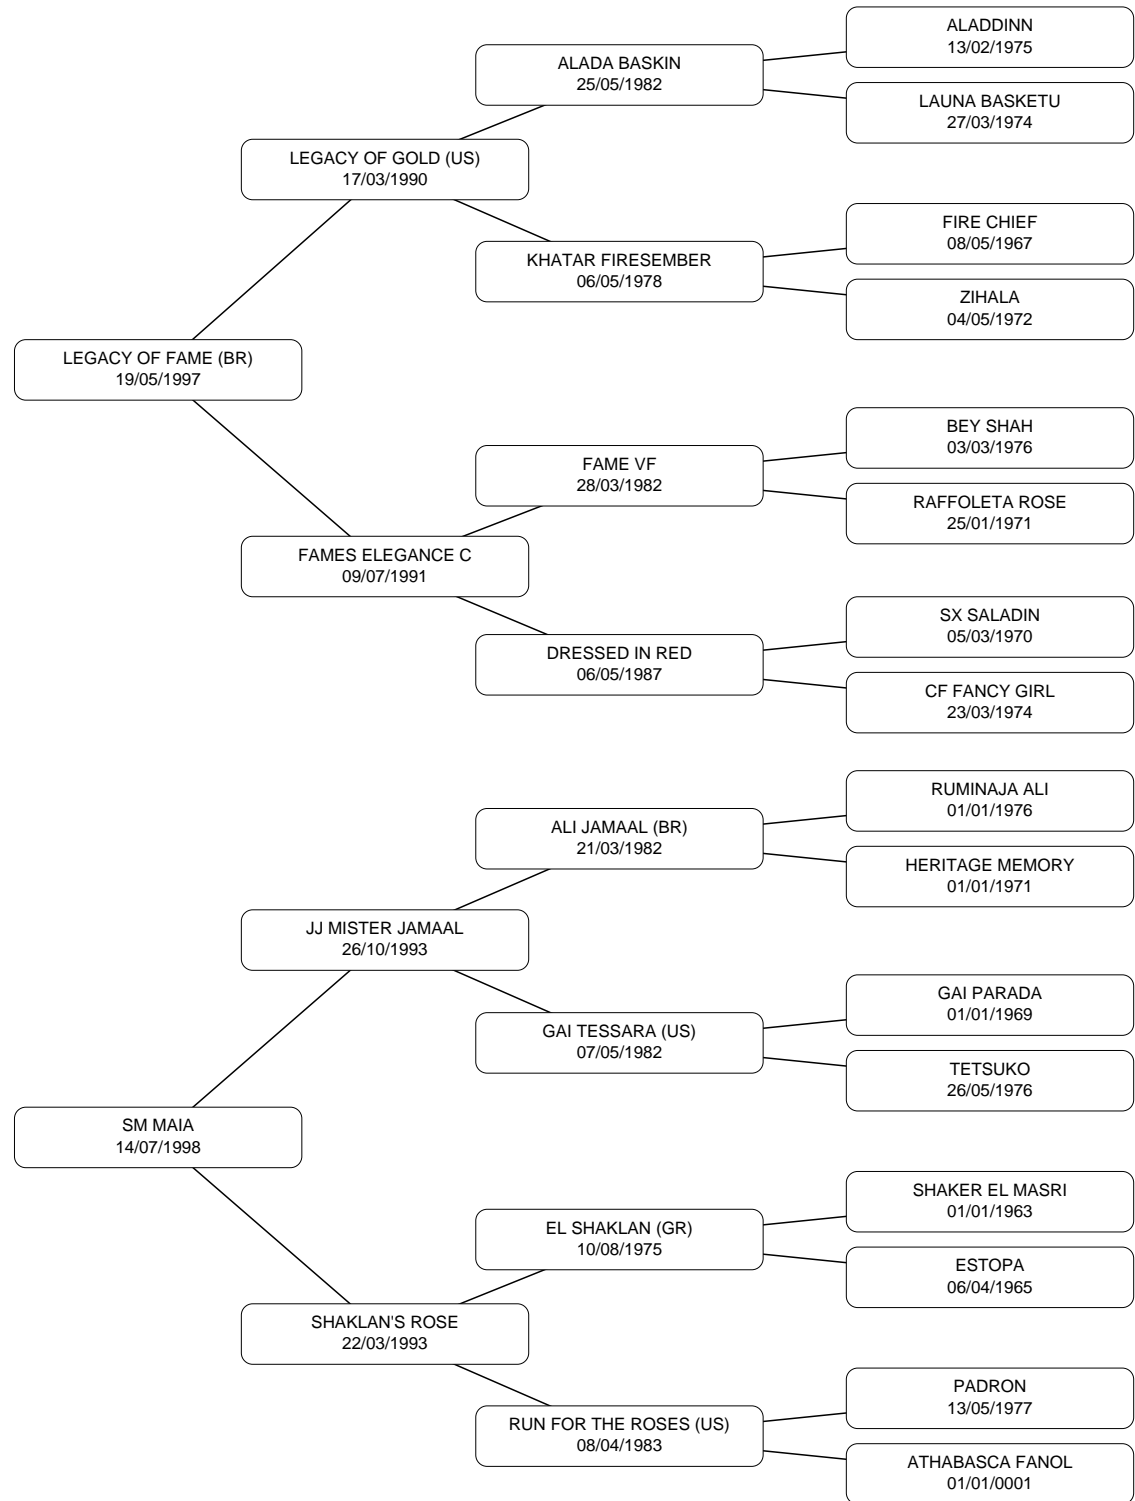 ALADDINN
13/02/1975
ALADA BASKIN
25/05/1982
LAUNA BASKETU
27/03/1974
LEGACY OF GOLD (US)
17/03/1990
FIRE CHIEF
08/05/1967
KHATAR FIRESEMBER
06/05/1978
ZIHALA
04/05/1972
LEGACY OF FAME (BR)
19/05/1997
BEY SHAH
03/03/1976
FAME VF
28/03/1982
RAFFOLETA ROSE
25/01/1971
FAMES ELEGANCE C
09/07/1991
SX SALADIN
05/03/1970
DRESSED IN RED
06/05/1987
CF FANCY GIRL
23/03/1974
RUMINAJA ALI
01/01/1976
ALI JAMAAL (BR)
21/03/1982
HERITAGE MEMORY
01/01/1971
JJ MISTER JAMAAL
26/10/1993
GAI PARADA
01/01/1969
GAI TESSARA (US)
07/05/1982
TETSUKO
26/05/1976
SM MAIA
14/07/1998
SHAKER EL MASRI
01/01/1963
EL SHAKLAN (GR)
10/08/1975
ESTOPA
06/04/1965
SHAKLAN'S ROSE
22/03/1993
PADRON
13/05/1977
RUN FOR THE ROSES (US)
08/04/1983
ATHABASCA FANOL
01/01/0001